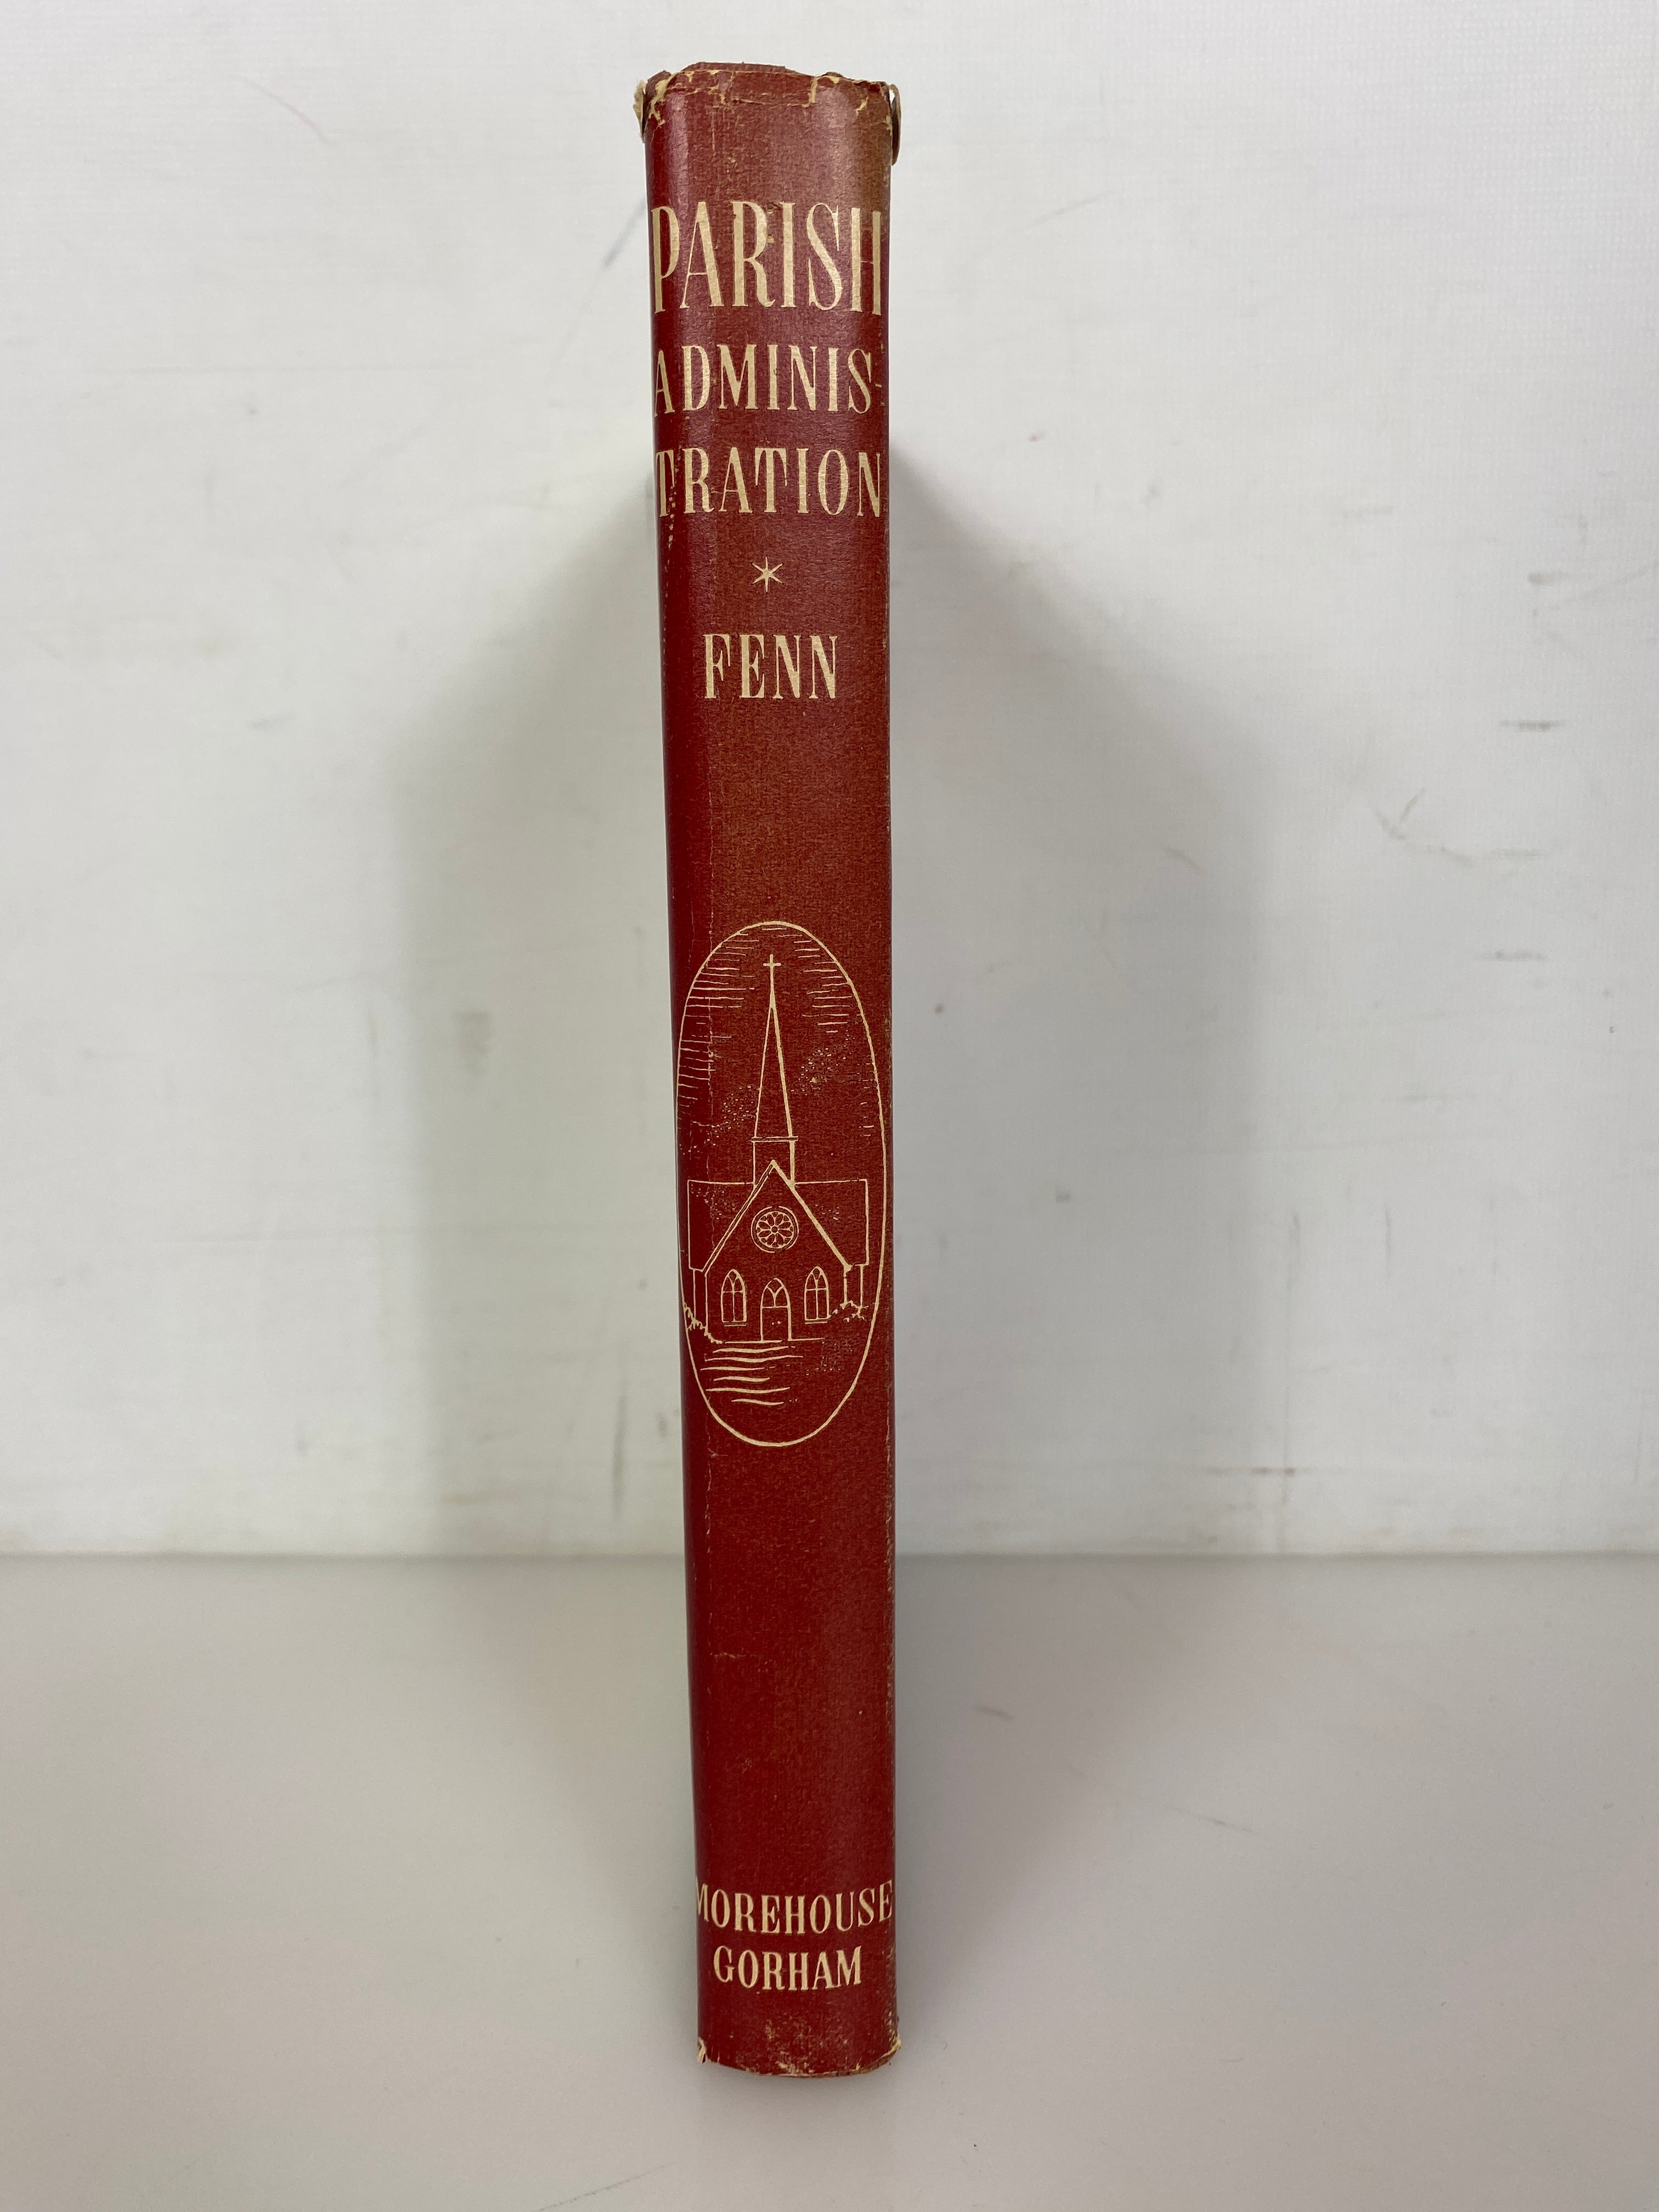 PARISH
ADMINIS-
TRATION
*
FENN
MOREHOUSE
GORHAM